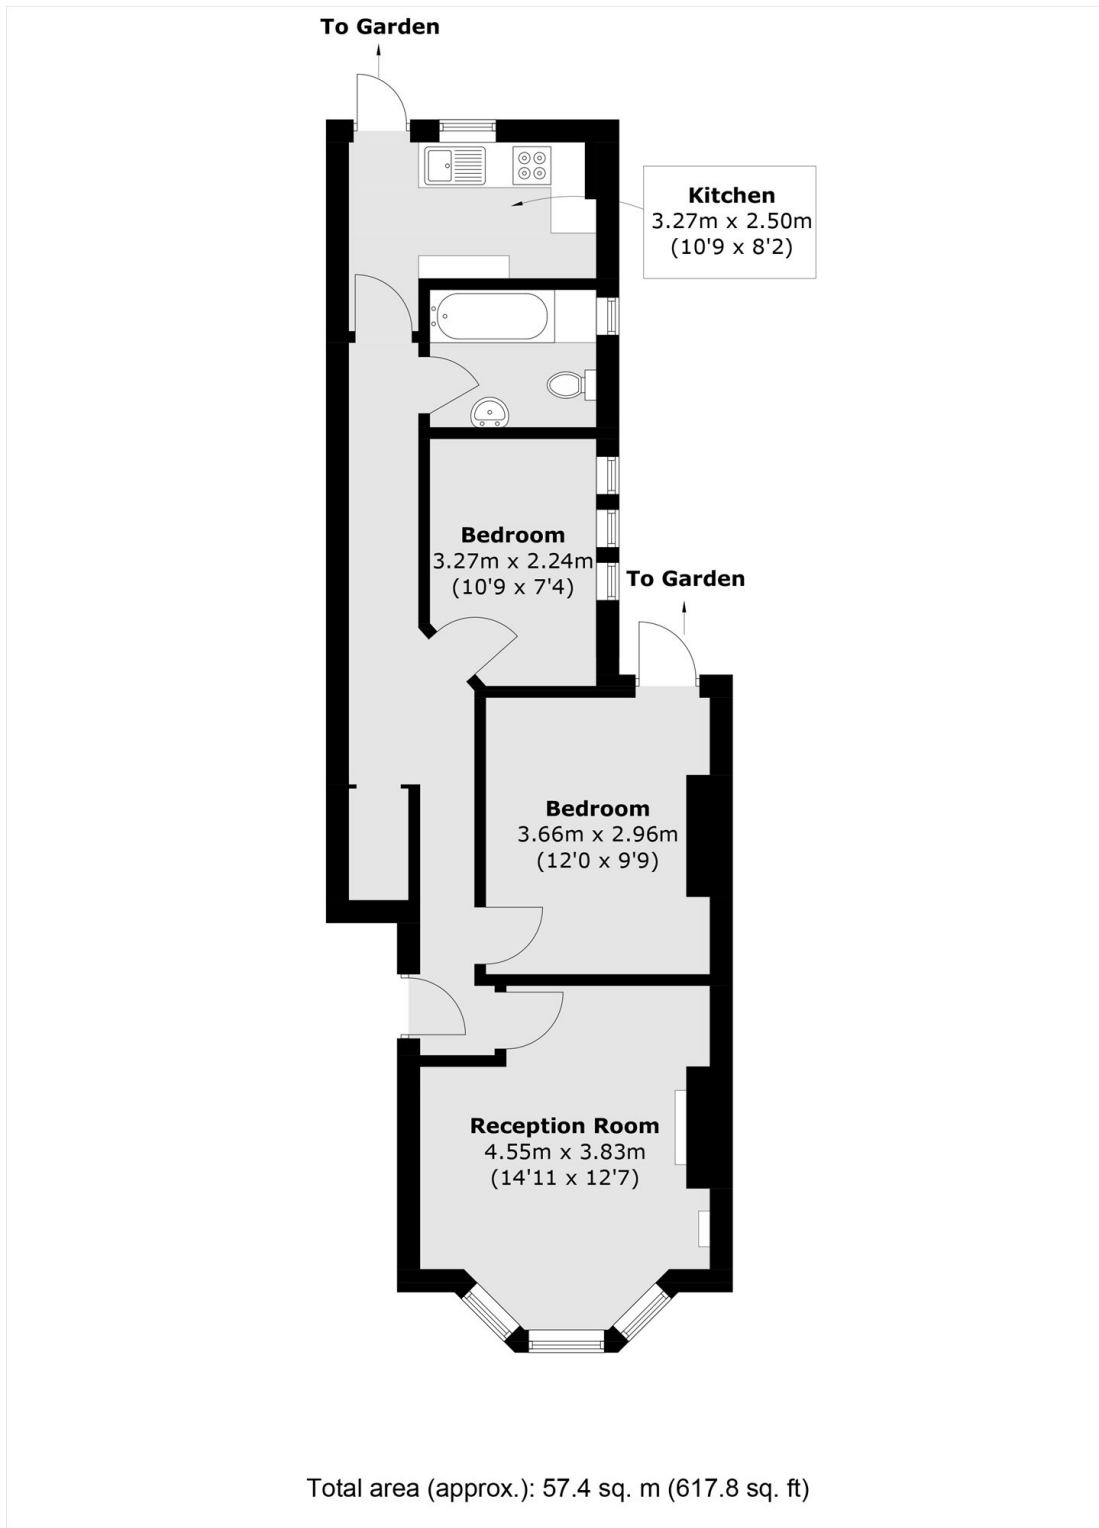 To Garden
Kitchen
3.27m x 2.50m
(10'9 x 8'2)
Bedroom
3.27m x 2.24m
(10'9 x 7'4)
To Garden
Bedroom
3.66m x 2.96m
(12'0 x 9'9)
Reception Room
4.55m x 3.83m
(14'11 x 12'7)
Total area (approx.): 57.4 sq. m (617.8 sq. ft)